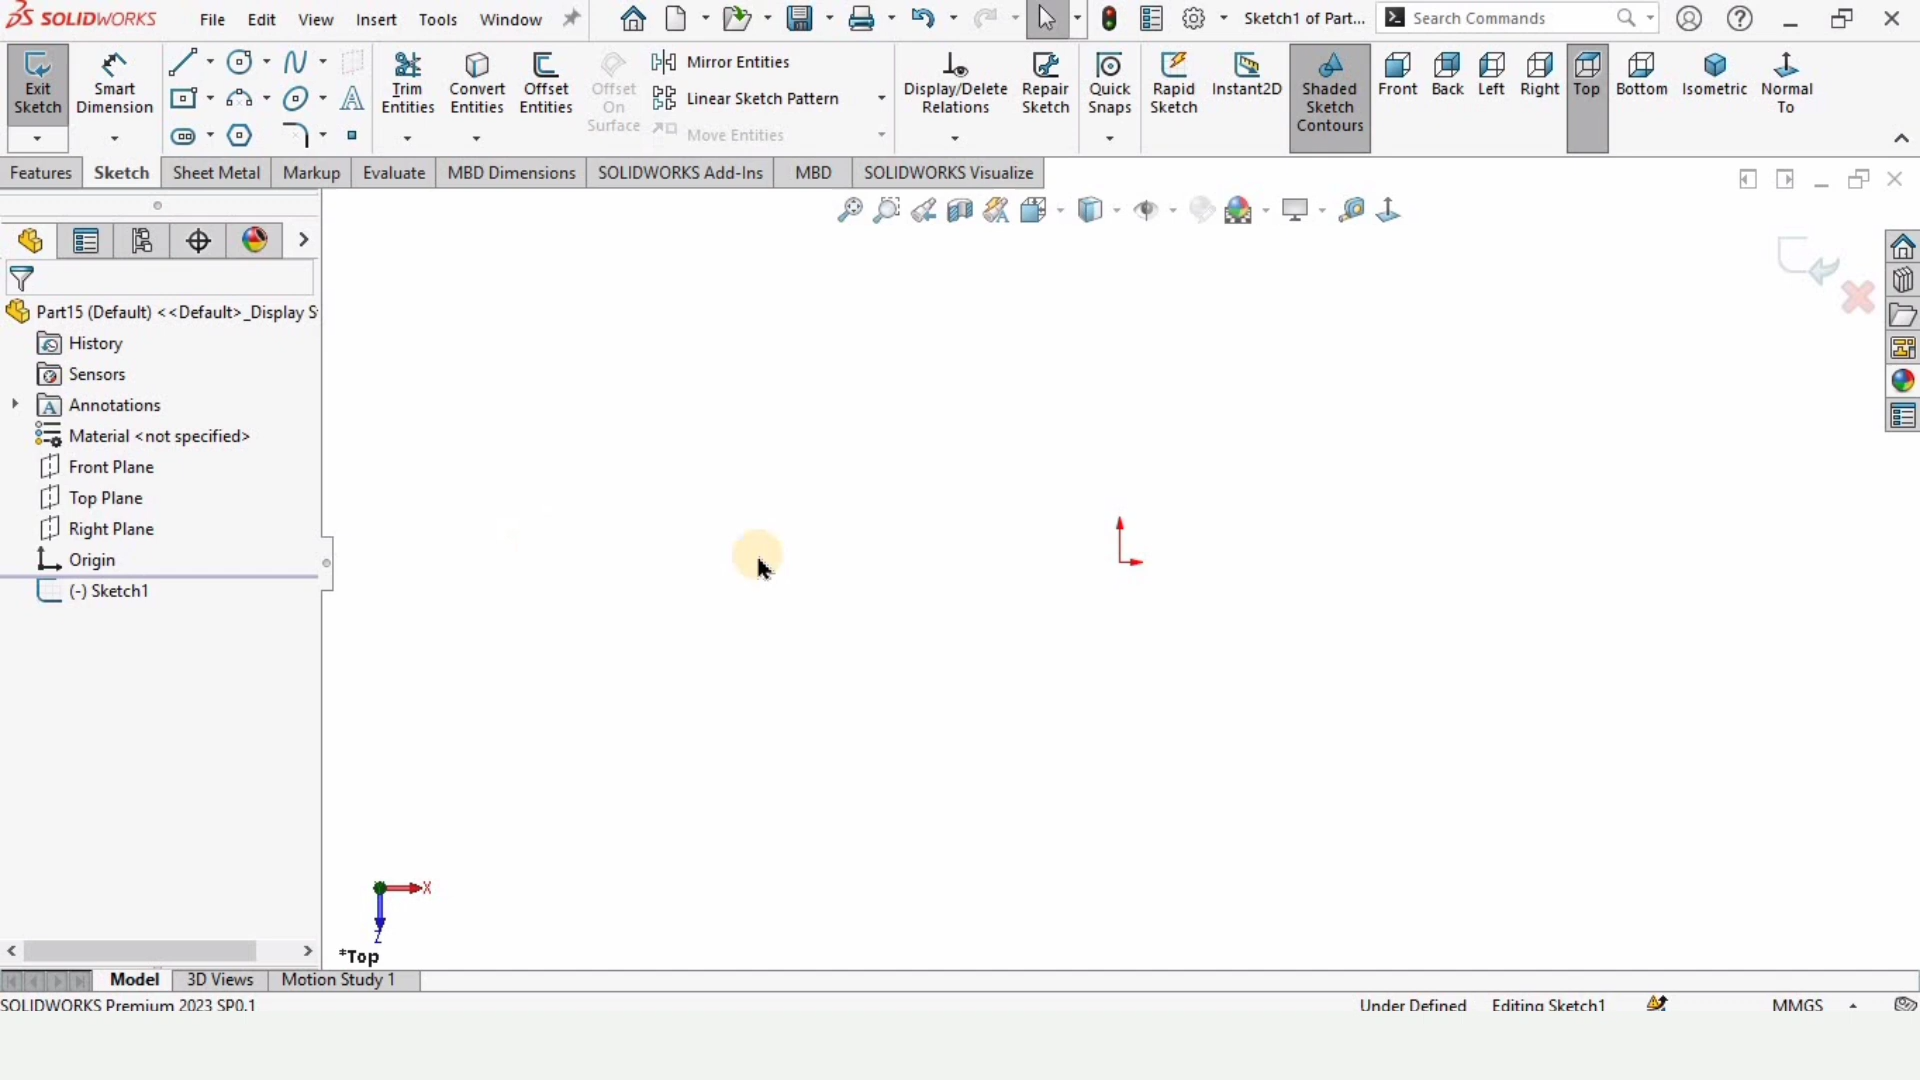 SOLIDWORKS File Edit View Insert Tools Window Sketch1 of Part... Search Commands
Exit Sketch
Smart Dimension
Trim Entities
Convert Entities
Offset Entities
Offset On Surface
Mirror Entities
Linear Sketch Pattern
Move Entities
Display/Delete Relations
Repair Sketch
Quick Snaps
Rapid Sketch
Instant2D
Shaded Sketch Contours
Front Back Left Right Top Bottom Isometric
Normal To
Features Sketch Sheet Metal Markup Evaluate MBD Dimensions SOLIDWORKS Add-Ins MBD SOLIDWORKS Visualize
Part15 (Default) <<Default>_Display S
History
Sensors
Annotations
Material <not specified>
Front Plane
Top Plane
Right Plane
Origin
(-) Sketch1
X
Z
*Top
Model 3D Views Motion Study 1
SOLIDWORKS Premium 2023 SP0.1 Under Defined Editing Sketch1 MMGS